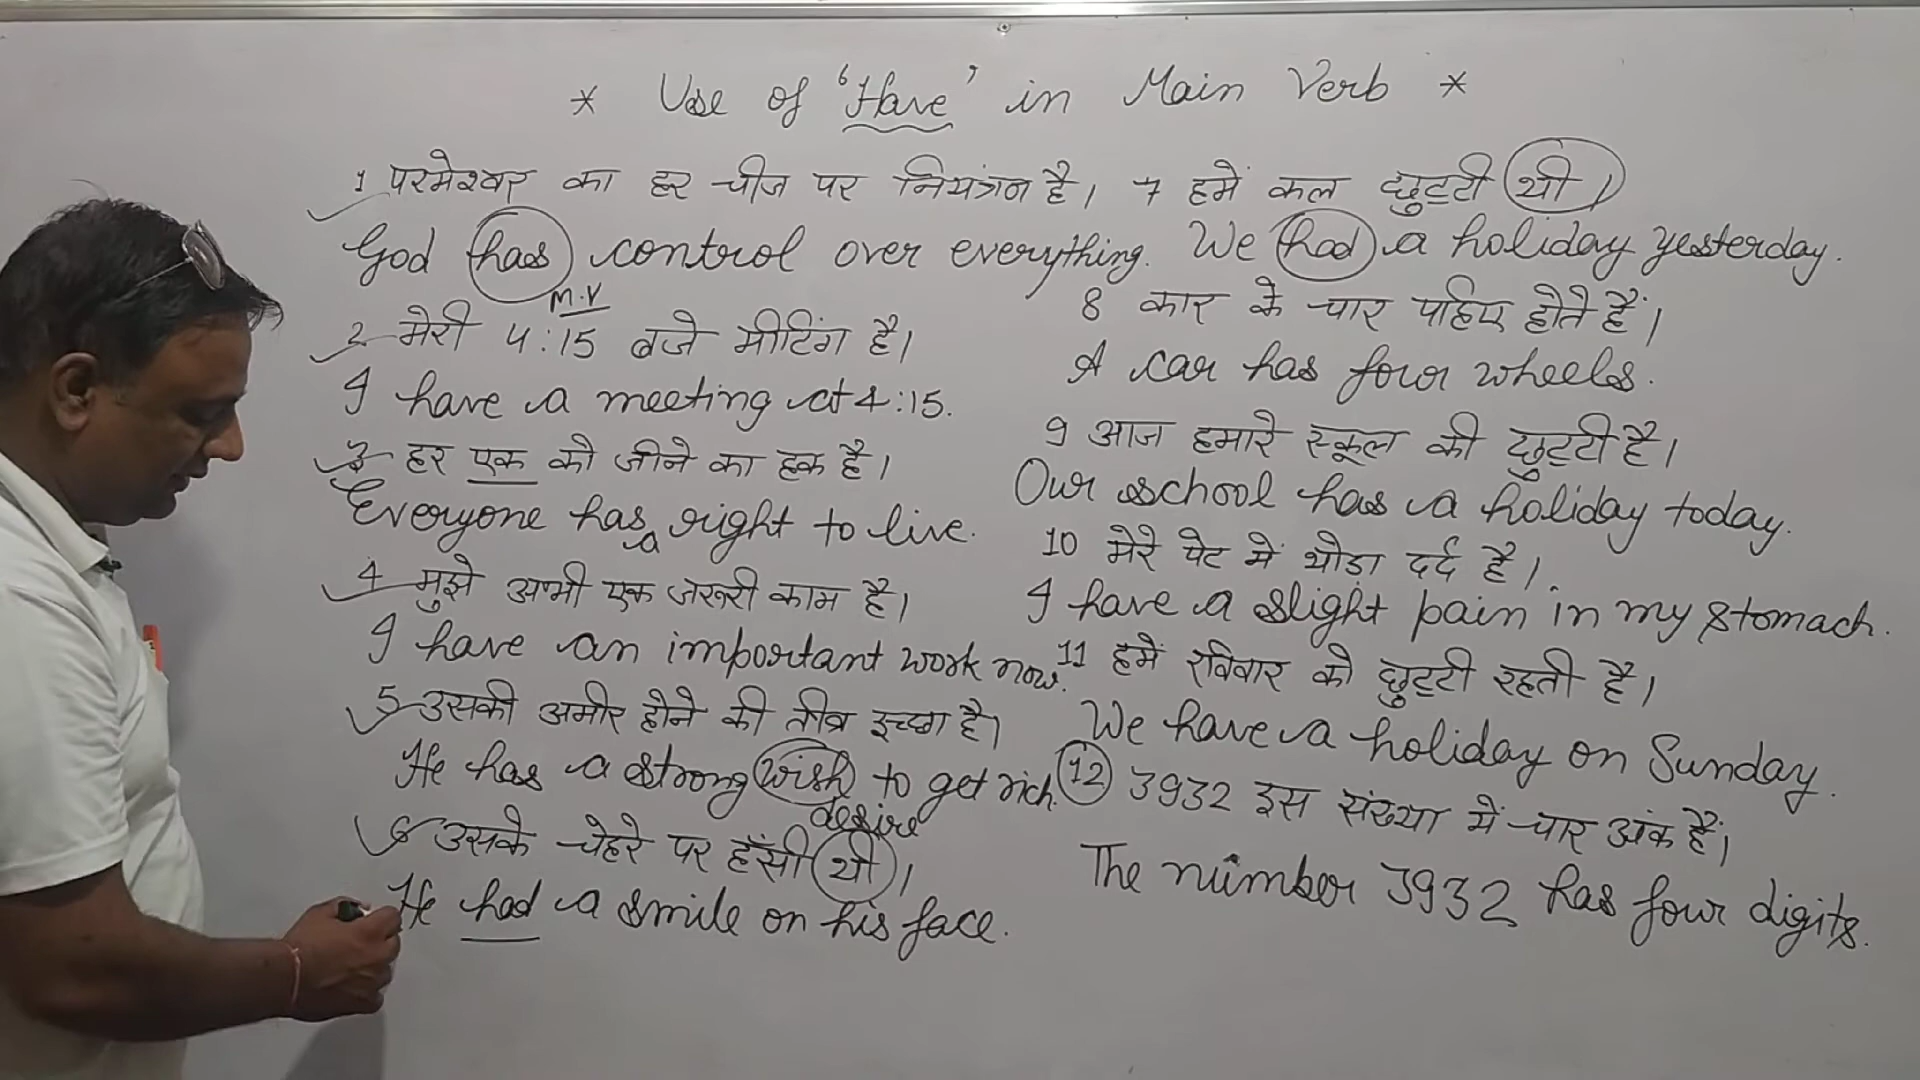 * Use of 'Have' in Main Verb *
1 परमेश्वर का हर चीज पर नियंत्रन है।
God has control over everything.
M.V
2 मेरी 4:15 बजे मीटिंग है।
I have a meeting at 4:15.
3 हर एक को जीने का हक है।
Everyone has a right to live.
4 मुझे अभी एक जरूरी काम है।
I have an important work now.
5 उसकी अमीर होने की तीव्र इच्छा है।
He has a strong wish to get rich.
desire
6 उसके चेहरे पर हँसी थी।
He had a smile on his face.
7 हमें कल छुट्टी थी।
We had a holiday yesterday.
8 कार के चार पहिए होते हैं।
A car has four wheels.
9 आज हमारे स्कूल की छुट्टी है।
Our school has a holiday today.
10 मेरे पेट में थोडा दर्द है।
I have a slight pain in my stomach.
11 हमें रविवार को छुट्टी रहती है।
We have a holiday on Sunday.
12 3932 इस संख्या में चार अंक हैं।
The number 3932 has four digits.